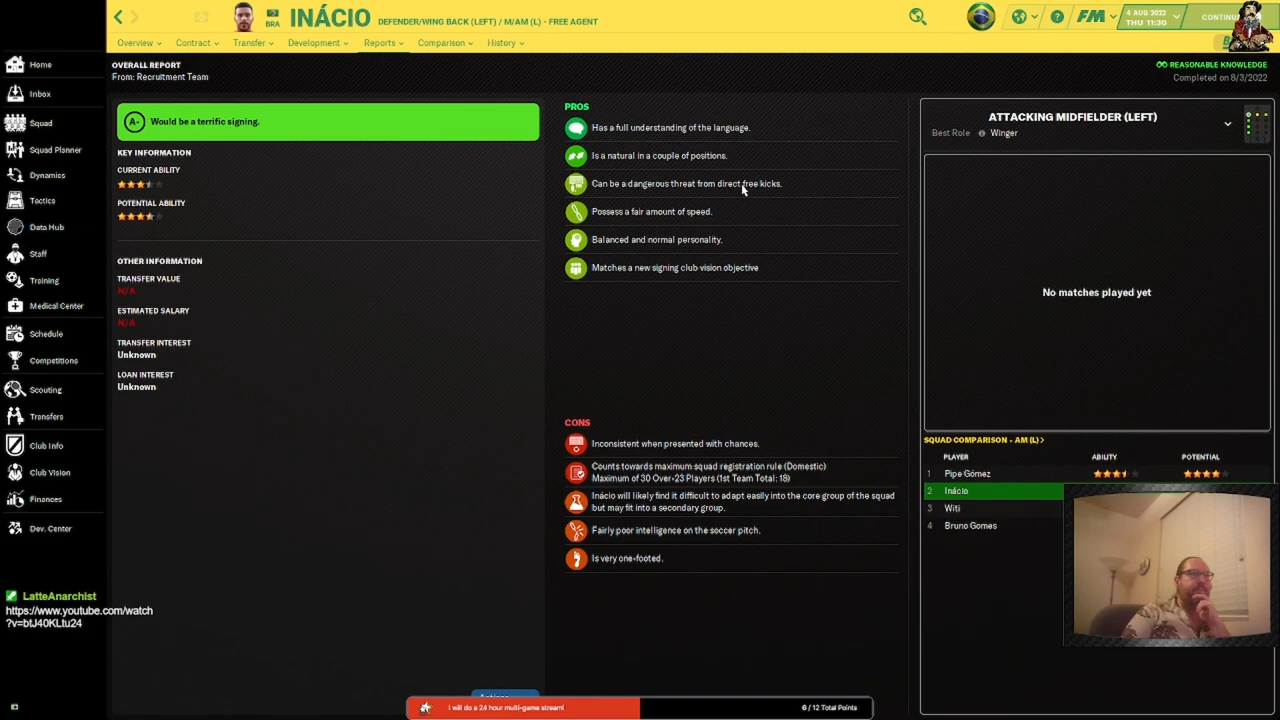 BRA
INÁCIO
DEFENDER/WING BACK (LEFT) / M/AM (L) - FREE AGENT
FM
4 AUG 2022
THU 11:30
Overview
Contract
Transfer
Development
Reports
Comparison
History
Home
Inbox
Squad
Squad Planner
Dynamics
Tactics
Data Hub
Staff
Training
Medical Center
Schedule
Competitions
Scouting
Transfers
Club Info
Club Vision
Finances
Dev. Center
LatteAnarchist
https://www.youtube.com/watch
?v=btJ40KLtu24
OVERALL REPORT
From: Recruitment Team
REASONABLE KNOWLEDGE
Completed on 8/3/2022
A-
Would be a terrific signing.
KEY INFORMATION
CURRENT ABILITY
POTENTIAL ABILITY
OTHER INFORMATION
TRANSFER VALUE
N/A
ESTIMATED SALARY
N/A
TRANSFER INTEREST
Unknown
LOAN INTEREST
Unknown
PROS
Has a full understanding of the language.
Is a natural in a couple of positions.
Can be a dangerous threat from direct free kicks.
Possess a fair amount of speed.
Balanced and normal personality.
Matches a new signing club vision objective
CONS
Inconsistent when presented with chances.
Counts towards maximum squad registration rule (Domestic)
Maximum of 30 Over-23 Players (1st Team Total: 18)
Inácio will likely find it difficult to adapt easily into the core group of the squad
but may fit into a secondary group.
Fairly poor intelligence on the soccer pitch.
Is very one-footed.
ATTACKING MIDFIELDER (LEFT)
Best Role Winger
No matches played yet
SQUAD COMPARISON - AM (L) >
PLAYER ABILITY POTENTIAL
1 Pipe Gómez
2 Inácio
3 Witi
4 Bruno Gomes
I will do a 24 hour multi-game stream!
6 / 12 Total Points